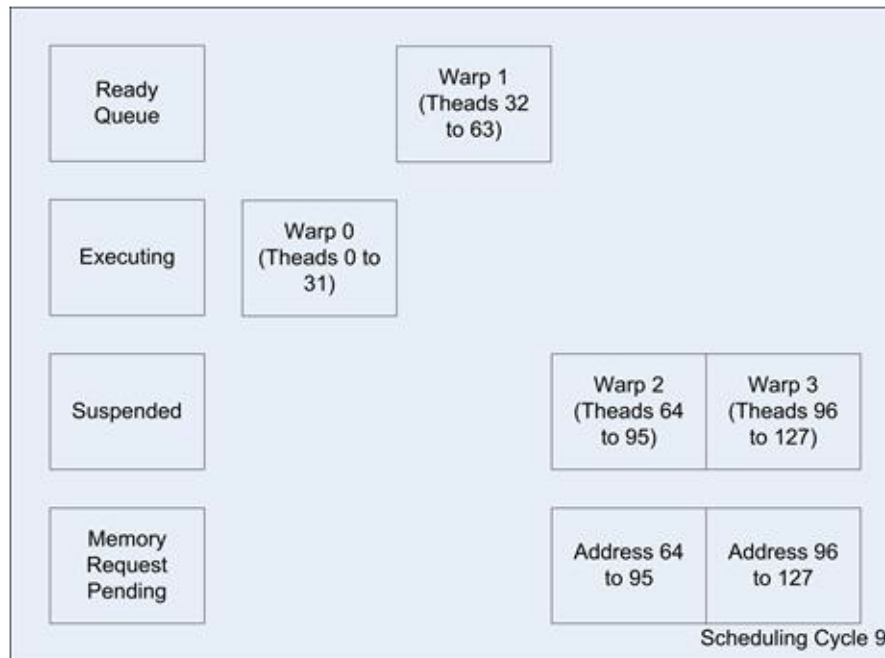 Ready
Queue
Warp 1
(Theads 32
to 63)
Executing
Warp 0
(Theads 0 to
31)
Suspended
Warp 2
(Theads 64
to 95)
Warp 3
(Theads 96
to 127)
Memory
Request
Pending
Address 64
to 95
Address 96
to 127
Scheduling Cycle 9